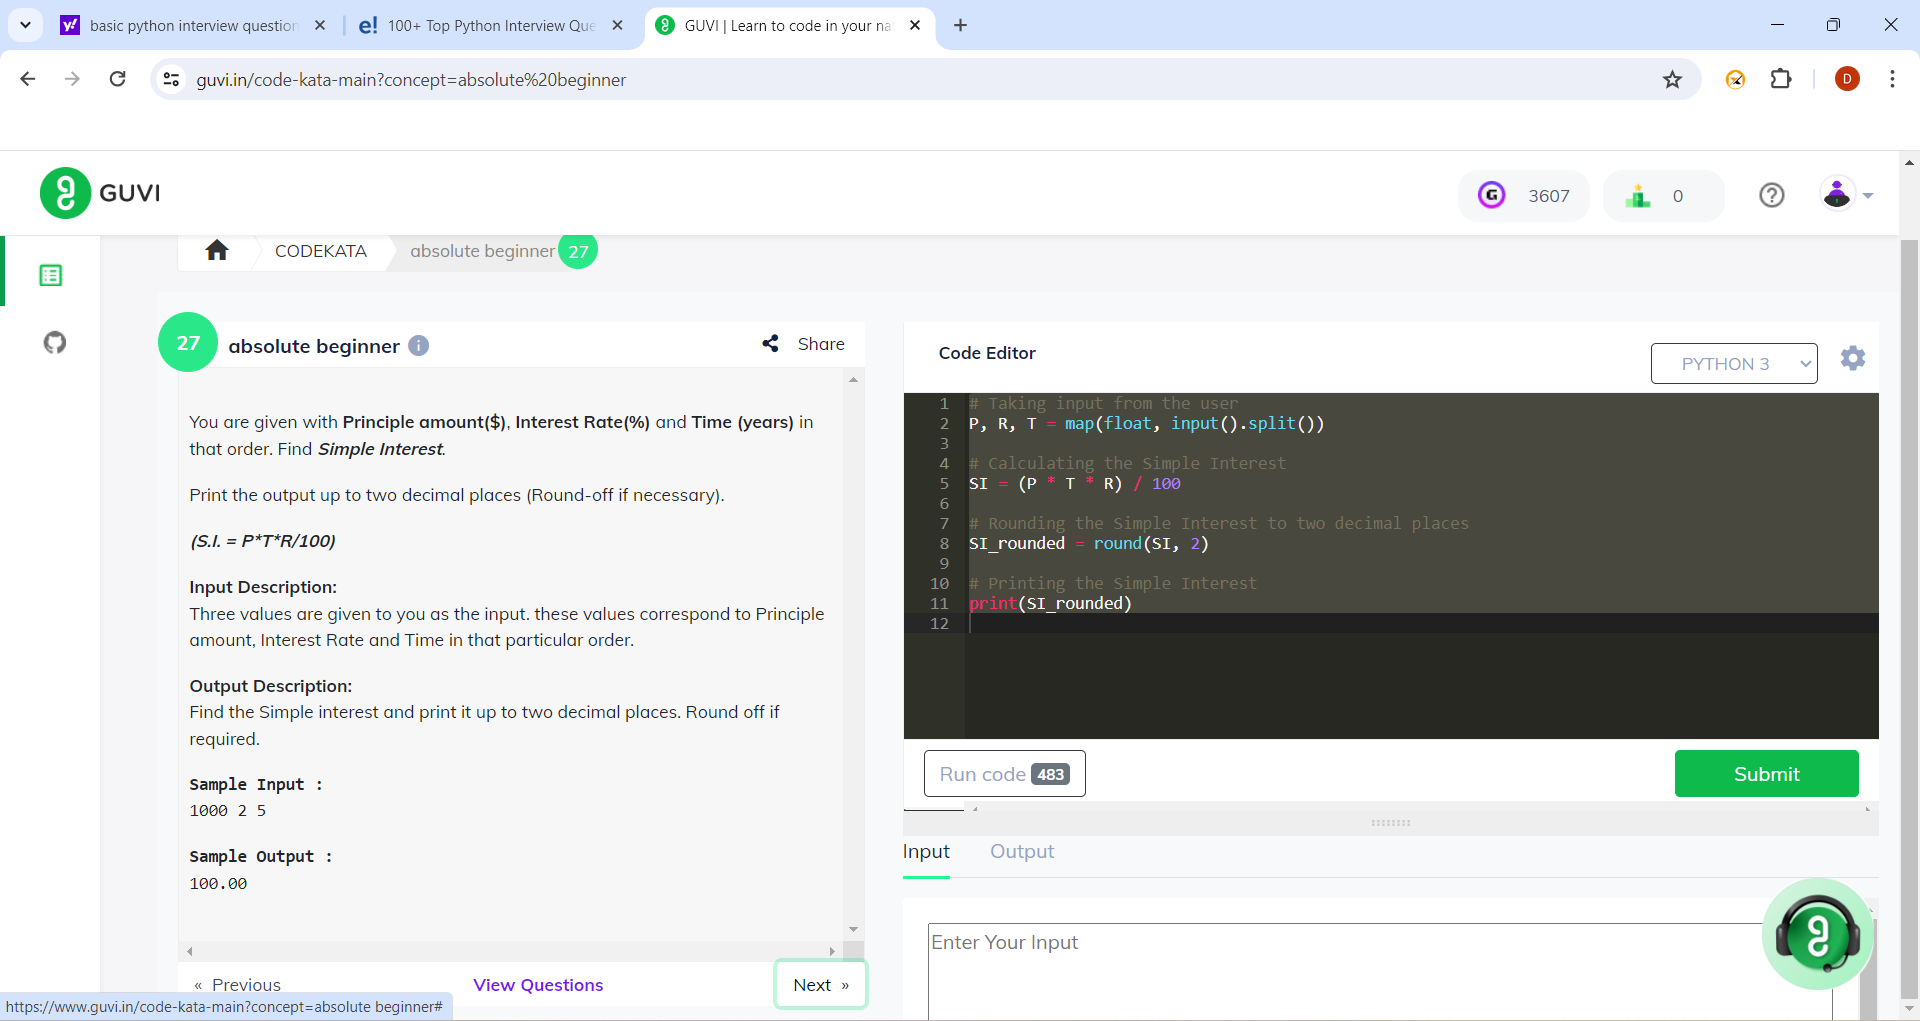 basic python interview question
100+ Top Python Interview Que
GUVI | Learn to code in your na
guvi.in/code-kata-main?concept=absolute%20beginner
D
GUVI
G 3607
0
CODEKATA
absolute beginner 27
27 absolute beginner
Share
You are given with Principle amount($), Interest Rate(%) and Time (years) in
that order. Find Simple Interest.
Print the output up to two decimal places (Round-off if necessary).
(S.I. = P*T*R/100)
Input Description:
Three values are given to you as the input. these values correspond to Principle
amount, Interest Rate and Time in that particular order.
Output Description:
Find the Simple interest and print it up to two decimal places. Round off if
required.
Sample Input :
1000 2 5
Sample Output :
100.00
« Previous
View Questions
Next »
https://www.guvi.in/code-kata-main?concept=absolute beginner#
Code Editor
PYTHON 3
1 # Taking input from the user
2 P, R, T = map(float, input().split())
3
4 # Calculating the Simple Interest
5 SI = (P * T * R) / 100
6
7 # Rounding the Simple Interest to two decimal places
8 SI_rounded = round(SI, 2)
9
10 # Printing the Simple Interest
11 print(SI_rounded)
12
Run code 483
Submit
Input
Output
Enter Your Input